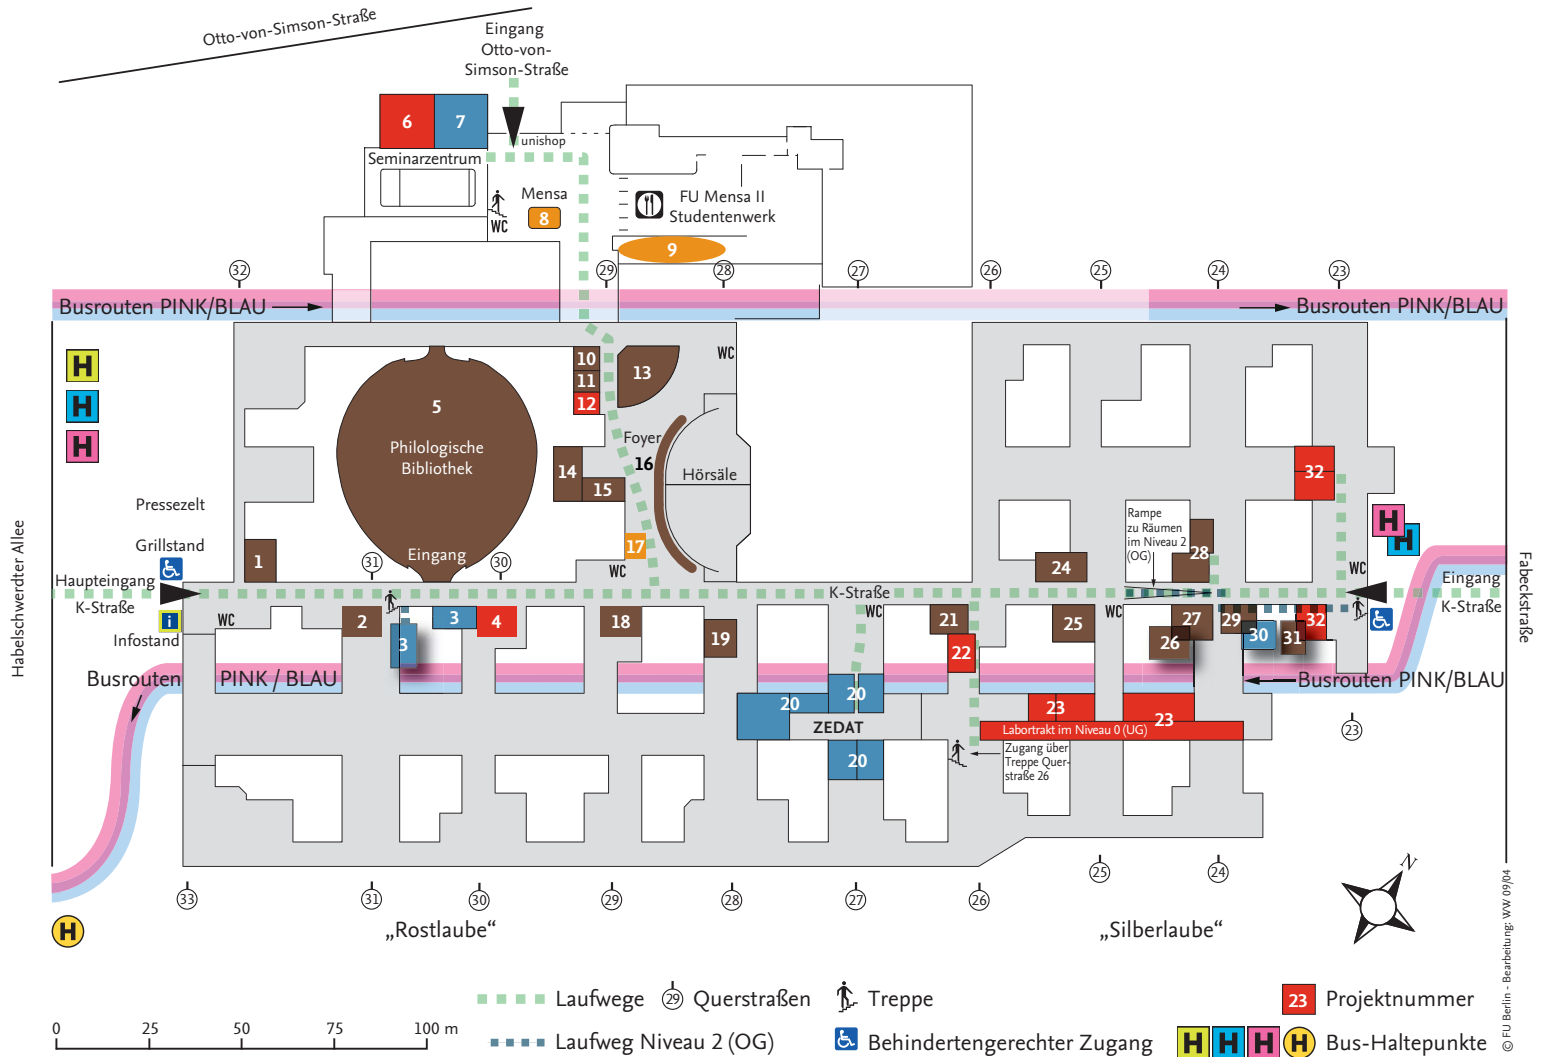 Otto-von-Simson-Straße
Eingang
Otto-von-
Simson-Straße
6
7
unishop
Seminarzentrum
Mensa
8
WC
FU Mensa II
Studentenwerk
9
32
29
28
27
26
25
24
23
Busrouten PINK/BLAU
Busrouten PINK/BLAU
H
H
H
10
11
12
13
WC
5
Philologische
Bibliothek
Foyer
16
Hörsäle
14
15
17
WC
32
Pressezelt
Grillstand
Haupteingang
K-Straße
i
Infostand
Habelschwerdter Allee
1
31
Eingang
30
Rampe
zu Räumen
im Niveau 2
(OG)
28
24
H
H
WC
Eingang
K-Straße
Fabeckstraße
K-Straße
WC
2
3
3
4
18
19
WC
21
22
25
WC
26
27
29
30
31
32
Busrouten PINK / BLAU
Busrouten PINK/BLAU
20
20
20
ZEDAT
23
23
Labortrakt im Niveau 0 (UG)
Zugang über
Treppe Quer-
straße 26
23
33
31
30
29
28
27
26
25
24
H
„Rostlaube“
„Silberlaube“
N
© FU Berlin - Bearbeitung: WW 09/04
Laufwege
29 Querstraßen
Treppe
23 Projektnummer
0 25 50 75 100 m
Laufweg Niveau 2 (OG)
Behindertengerechter Zugang
H H H H Bus-Haltepunkte